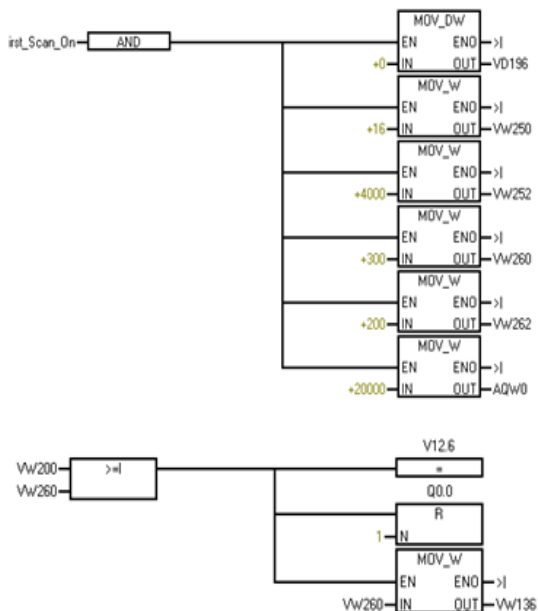 MOV_DW
irst_Scan_On AND EN ENO >I
+0 IN OUT VD196
MOV_W
EN ENO >I
+16 IN OUT VW250
MOV_W
EN ENO >I
+4000 IN OUT VW252
MOV_W
EN ENO >I
+300 IN OUT VW260
MOV_W
EN ENO >I
+200 IN OUT VW262
MOV_W
EN ENO >I
+20000 IN OUT AQW0
V12.6
VW200 >=I =
VW260
Q0.0
R
1 N
MOV_W
EN ENO >I
VW260 IN OUT VW136